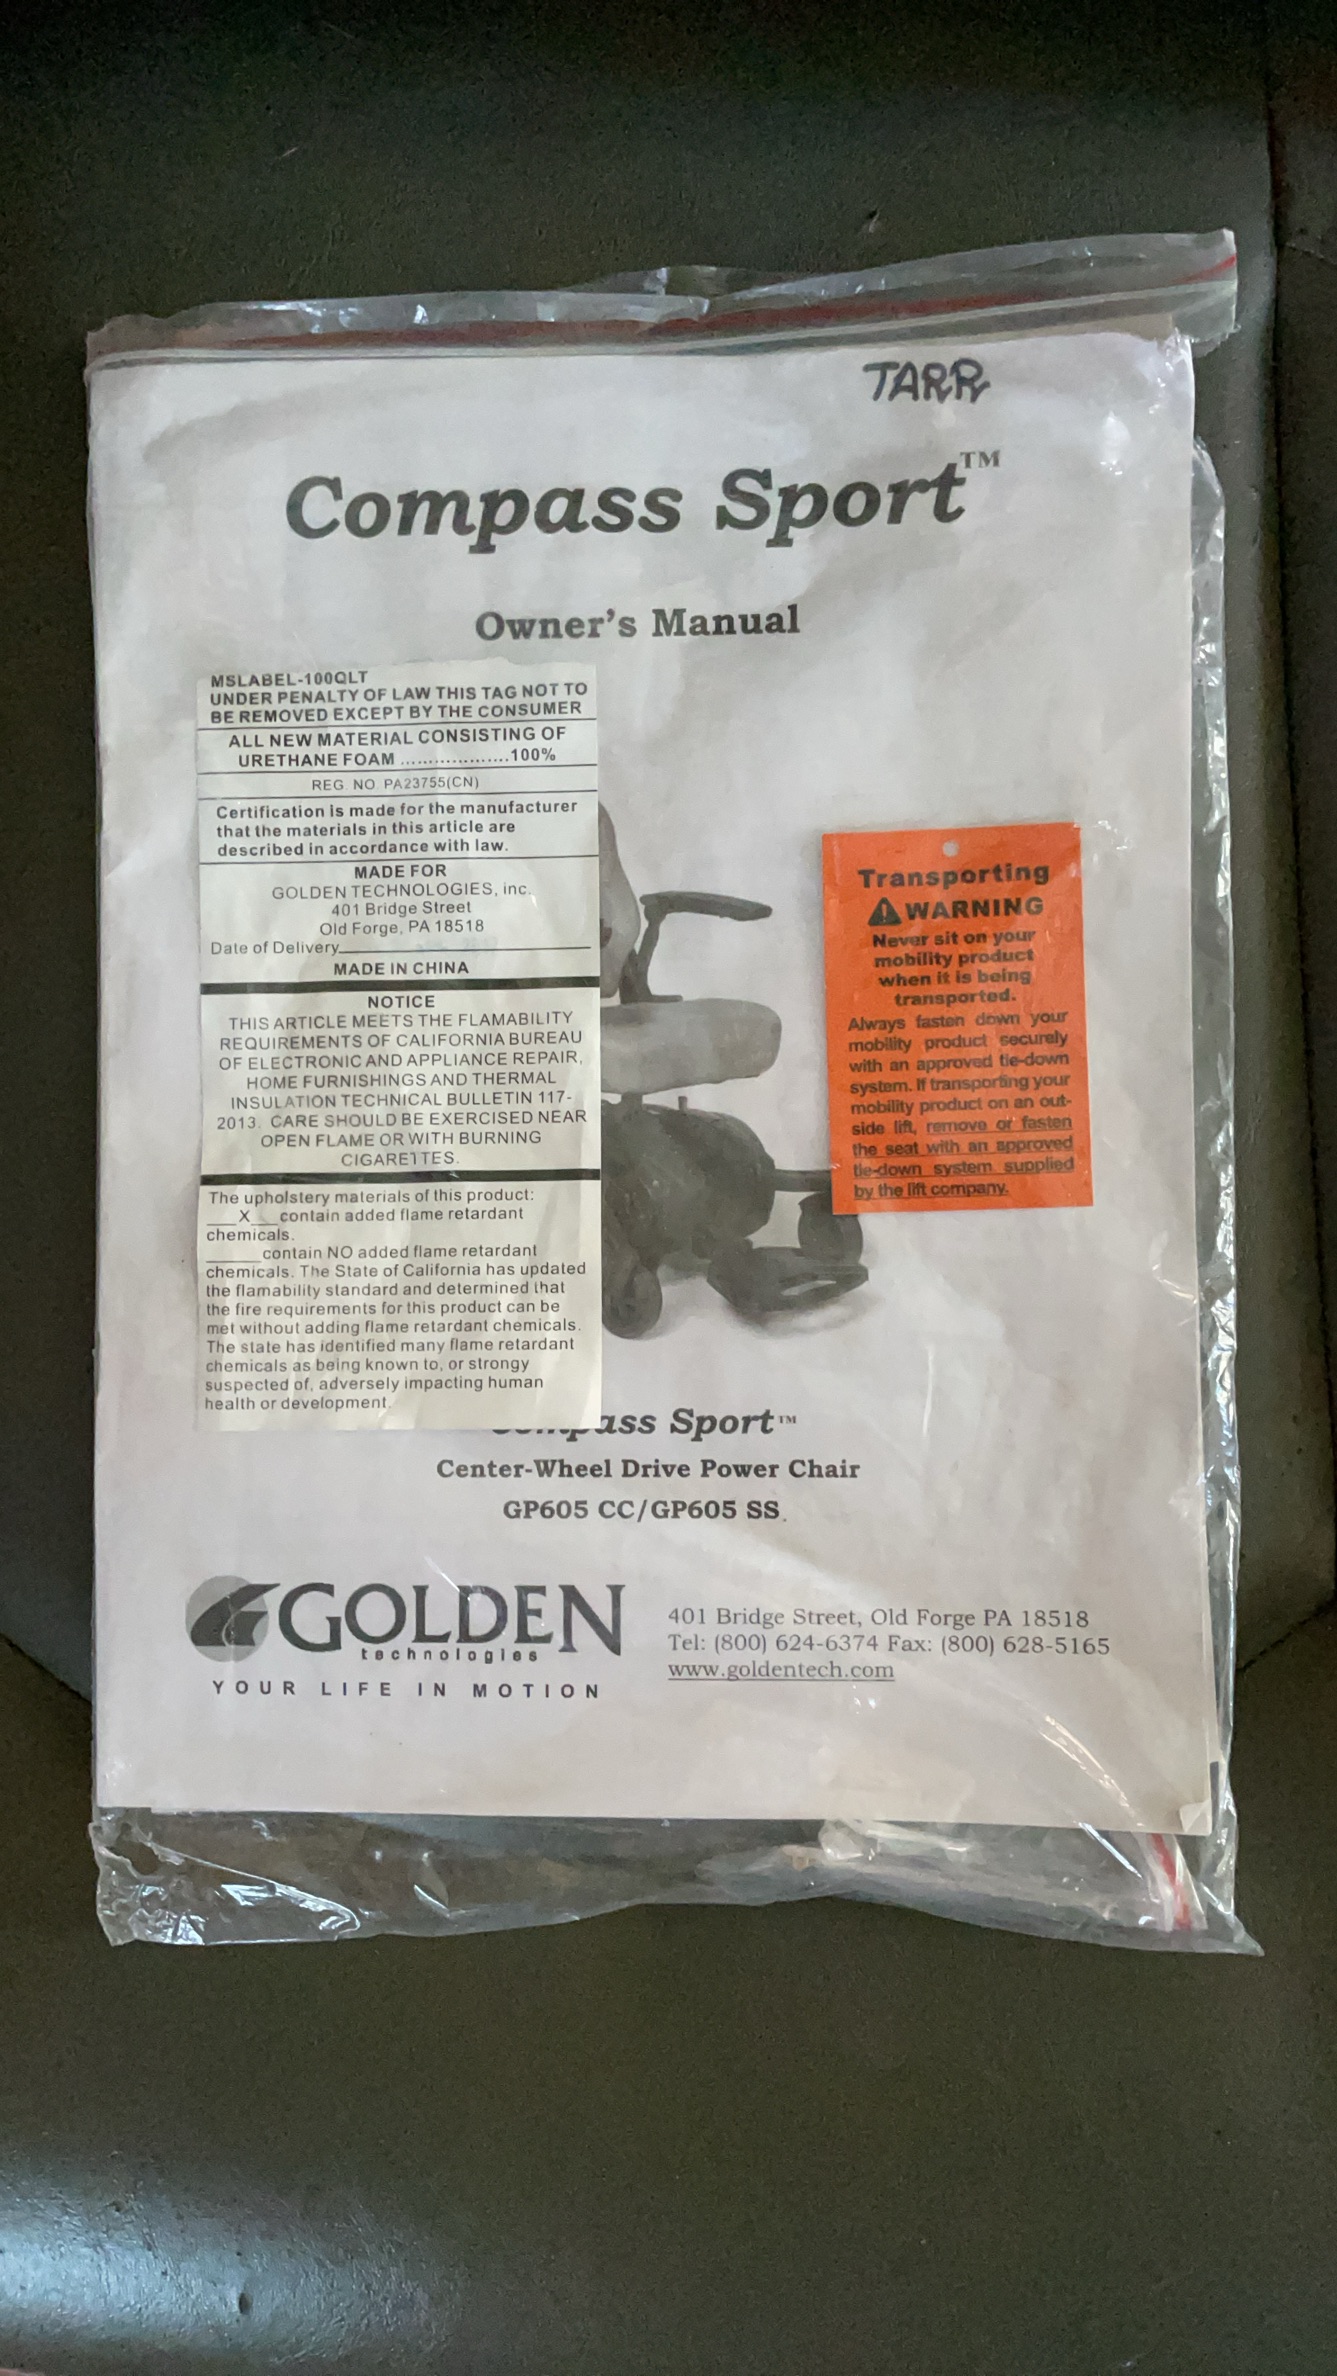 TARR
Compass Sport™
Owner's Manual
MSLABEL-100QLT
UNDER PENALTY OF LAW THIS TAG NOT TO
BE REMOVED EXCEPT BY THE CONSUMER
ALL NEW MATERIAL CONSISTING OF
URETHANE FOAM ....................100%
REG. NO. PA23755(CN)
Certification is made for the manufacturer
that the materials in this article are
described in accordance with law.
MADE FOR
GOLDEN TECHNOLOGIES, inc.
401 Bridge Street
Old Forge, PA 18518
Date of Delivery
MADE IN CHINA
NOTICE
THIS ARTICLE MEETS THE FLAMABILITY
REQUIREMENTS OF CALIFORNIA BUREAU
OF ELECTRONIC AND APPLIANCE REPAIR,
HOME FURNISHINGS AND THERMAL
INSULATION TECHNICAL BULLETIN 117-
2013. CARE SHOULD BE EXERCISED NEAR
OPEN FLAME OR WITH BURNING
CIGARETTES.
The upholstery materials of this product:
___X___contain added flame retardant
chemicals.
______contain NO added flame retardant
chemicals. The State of California has updated
the flamability standard and determined that
the fire requirements for this product can be
met without adding flame retardant chemicals.
The state has identified many flame retardant
chemicals as being known to, or strongy
suspected of, adversely impacting human
health or development.
Transporting
⚠ WARNING
Never sit on your
mobility product
when it is being
transported.
Always fasten down your
mobility product securely
with an approved tie-down
system. If transporting your
mobility product on an out-
side lift, remove or fasten
the seat with an approved
tie-down system supplied
by the lift company.
Sport™
Center-Wheel Drive Power Chair
GP605 CC/GP605 SS
GOLDEN
technologies
YOUR LIFE IN MOTION
401 Bridge Street, Old Forge PA 18518
Tel: (800) 624-6374 Fax: (800) 628-5165
www.goldentech.com